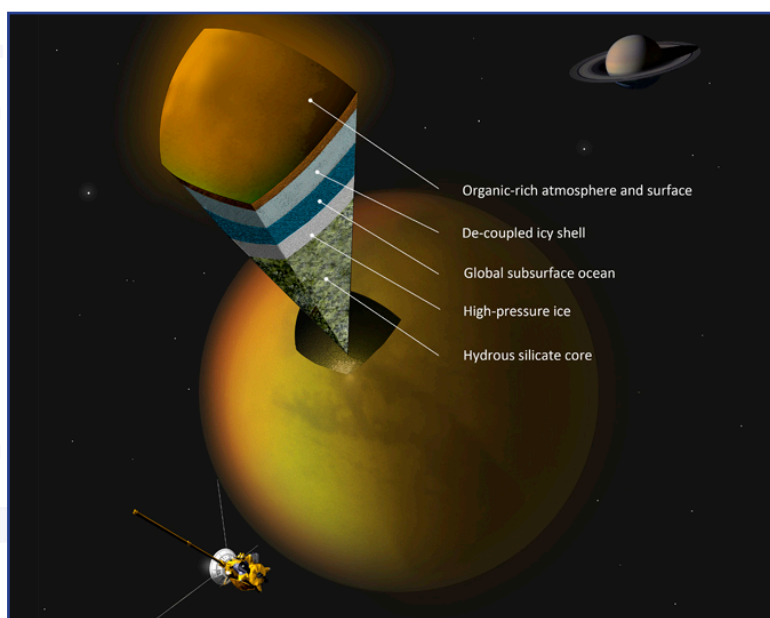 Organic-rich atmosphere and surface
De-coupled icy shell
Global subsurface ocean
High-pressure ice
Hydrous silicate core